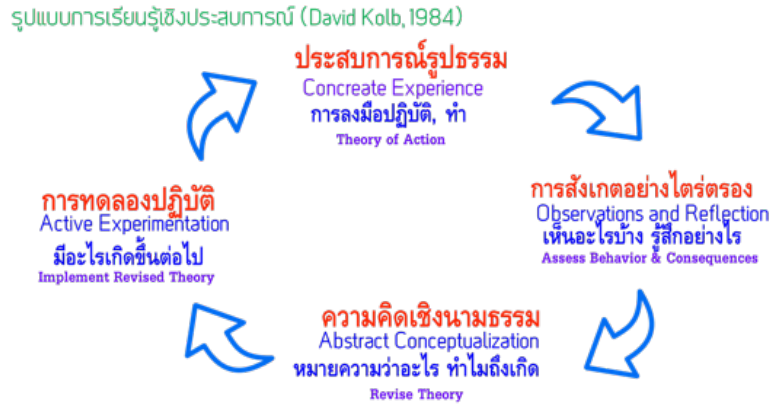 รูปแบบการเรียนรู้เชิงประสบการณ์ (David Kolb, 1984)
ประสบการณ์รูปธรรม
Concreate Experience
การลงมือปฏิบัติ, ทำ
Theory of Action
การสังเกตอย่างไตร่ตรอง
Observations and Reflection
เห็นอะไรบ้าง รู้สึกอย่างไร
Assess Behavior & Consequences
ความคิดเชิงนามธรรม
Abstract Conceptualization
หมายความว่าอะไร ทำไมถึงเกิด
Revise Theory
การทดลองปฏิบัติ
Active Experimentation
มีอะไรเกิดขึ้นต่อไป
Implement Revised Theory